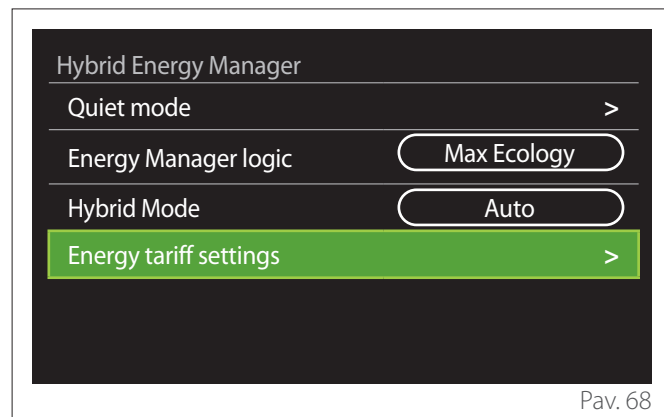 Hybrid Energy Manager
Quiet mode >
Energy Manager logic Max Ecology
Hybrid Mode Auto
Energy tariff settings >
Pav. 68